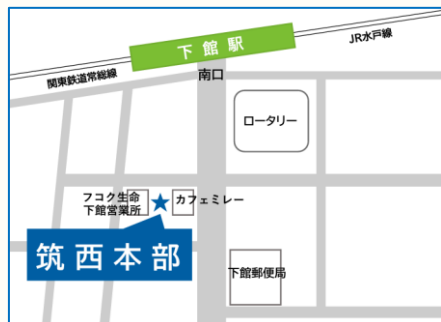 下館駅
JR水戸線
関東鉄道常総線
南口
ロータリー
フコク生命
下館営業所
カフェミレー
筑西本部
下館郵便局